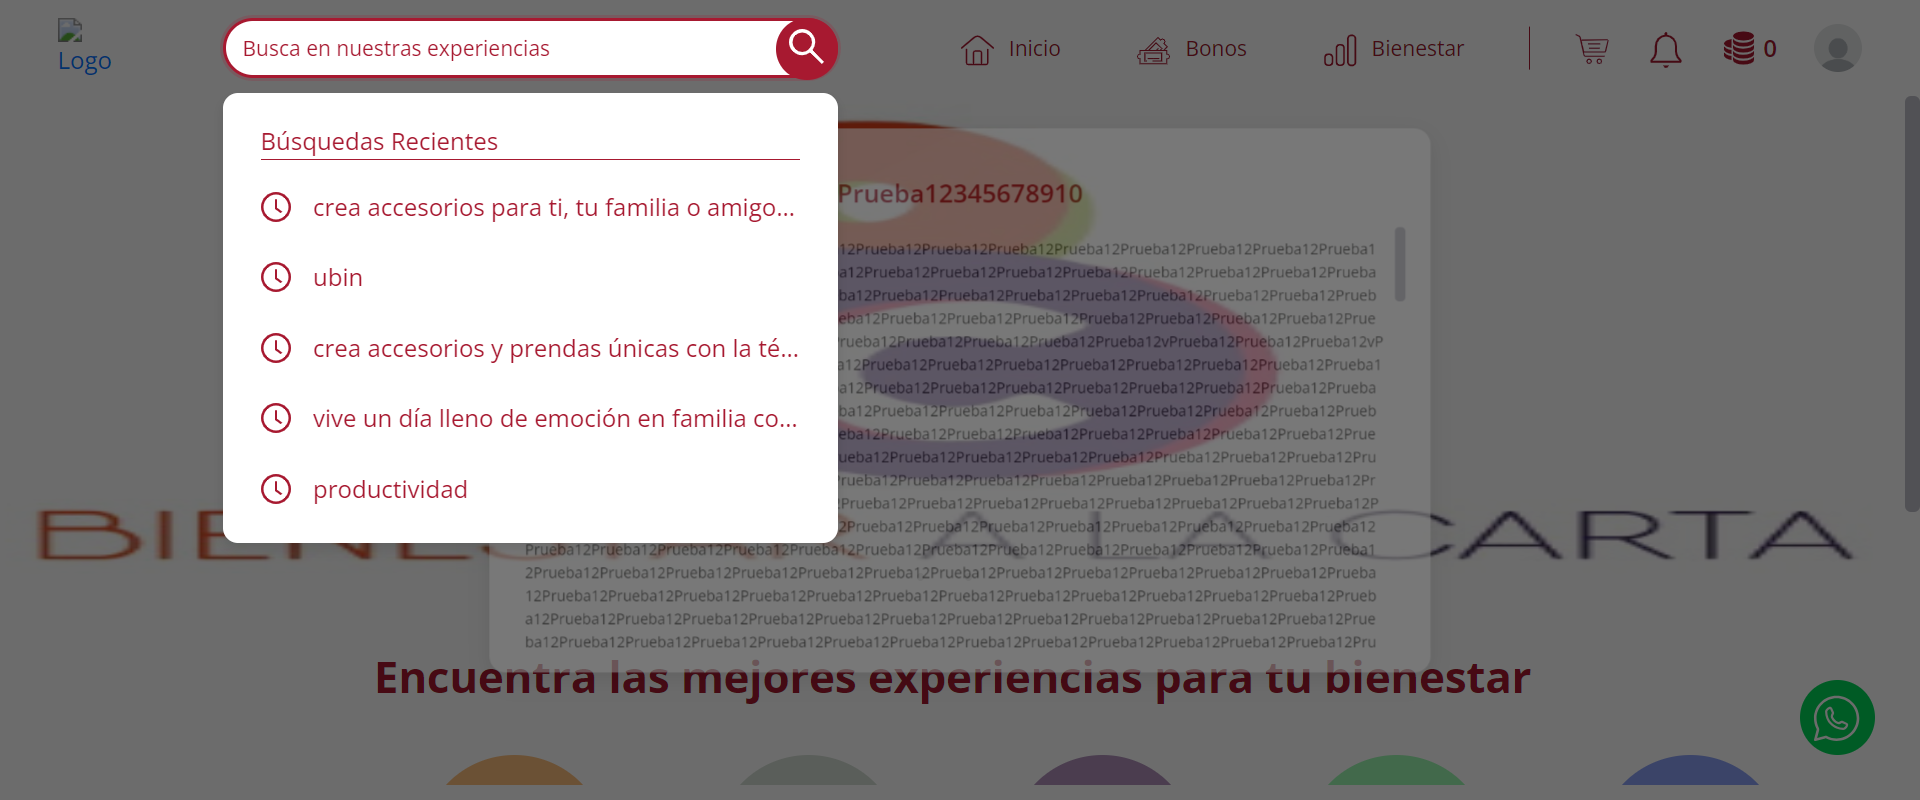 Logo
Busca en nuestras experiencias
Inicio
Bonos
Bienestar
0
Búsquedas Recientes
crea accesorios para ti, tu familia o amigo...
ubin
crea accesorios y prendas únicas con la té...
vive un día lleno de emoción en familia co...
productividad
Prueba12345678910
12Prueba12Prueba12Prueba12Prueba12Prueba12Prueba12Prueba12Prueba1
a12Prueba12Prueba12Prueba12Prueba12Prueba12Prueba12Prueba12Prueba
ba12Prueba12Prueba12Prueba12Prueba12Prueba12Prueba12Prueba12Prueb
eba12Prueba12Prueba12Prueba12Prueba12Prueba12Prueba12Prueba12Prue
rueba12Prueba12Prueba12Prueba12Prueba12vPrueba12Prueba12Prueba12vP
a12Prueba12Prueba12Prueba12Prueba12Prueba12Prueba12Prueba12Prueba1
a12Prueba12Prueba12Prueba12Prueba12Prueba12Prueba12Prueba12Prueba
ba12Prueba12Prueba12Prueba12Prueba12Prueba12Prueba12Prueba12Prueb
eba12Prueba12Prueba12Prueba12Prueba12Prueba12Prueba12Prueba12Prue
ueba12Prueba12Prueba12Prueba12Prueba12Prueba12Prueba12Prueba12Pru
rueba12Prueba12Prueba12Prueba12Prueba12Prueba12Prueba12Prueba12Pr
Prueba12Prueba12Prueba12Prueba12Prueba12Prueba12Prueba12Prueba12P
2Prueba12Prueba12Prueba12Prueba12Prueba12Prueba12Prueba12Prueba12
BIENE A LA CARTA
Prueba12Prueba12Prueba12Prueba12Prueba12Prueba12Prueba12Prueba12Prueba12Prueba12Prueba12Prueba1
2Prueba12Prueba12Prueba12Prueba12Prueba12Prueba12Prueba12Prueba12Prueba12Prueba12Prueba12Prueba
12Prueba12Prueba12Prueba12Prueba12Prueba12Prueba12Prueba12Prueba12Prueba12Prueba12Prueba12Prueb
a12Prueba12Prueba12Prueba12Prueba12Prueba12Prueba12Prueba12Prueba12Prueba12Prueba12Prueba12Prue
ba12Prueba12Prueba12Prueba12Prueba12Prueba12Prueba12Prueba12Prueba12Prueba12Prueba12Prueba12Pru
Encuentra las mejores experiencias para tu bienestar